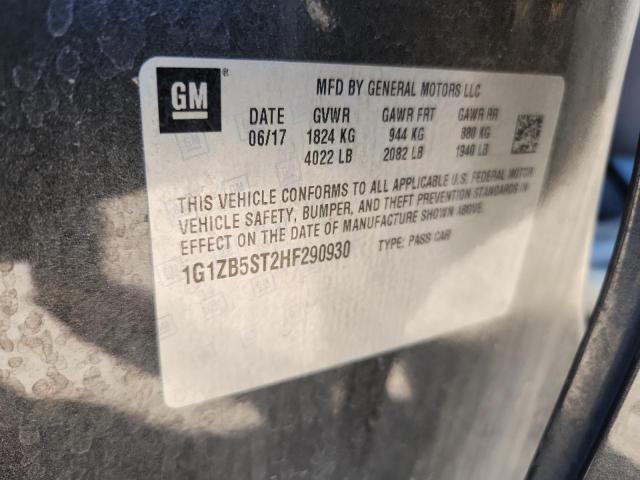 GM
MFD BY GENERAL MOTORS LLC
DATE GVWR GAWR FRT GAWR RR
06/17 1824 KG 944 KG 880 KG
4022 LB 2082 LB 1940 LB
THIS VEHICLE CONFORMS TO ALL APPLICABLE U.S. FEDERAL MOTOR
VEHICLE SAFETY, BUMPER, AND THEFT PREVENTION STANDARDS IN
EFFECT ON THE DATE OF MANUFACTURE SHOWN ABOVE.
1G1ZB5ST2HF290930 TYPE: PASS CAR